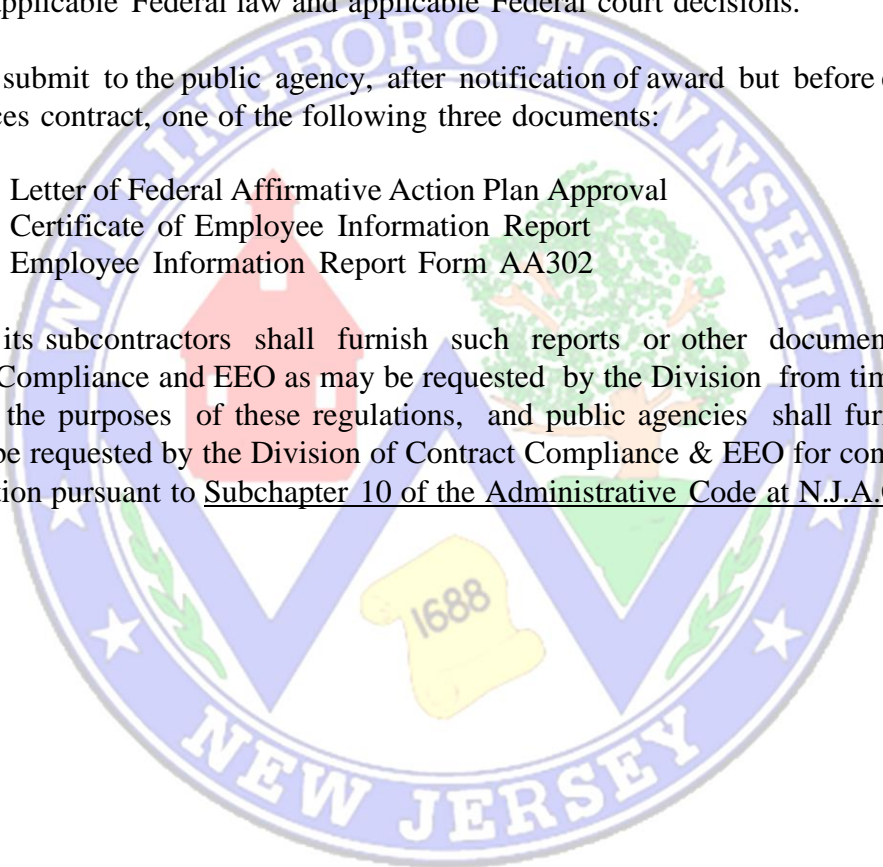 applicable Federal law and applicable Federal court decisions.
submit to the public agency, after notification of award but before
ces contract, one of the following three documents:
Letter of Federal Affirmative Action Plan Approval
Certificate of Employee Information Report
Employee Information Report Form AA302
its subcontractors shall furnish such reports or other documen
Compliance and EEO as may be requested by the Division from tim
the purposes of these regulations, and public agencies shall fur
be requested by the Division of Contract Compliance & EEO for con
tion pursuant to Subchapter 10 of the Administrative Code at N.J.A.
WILLINGBORO TOWNSHIP
1688
NEW JERSEY